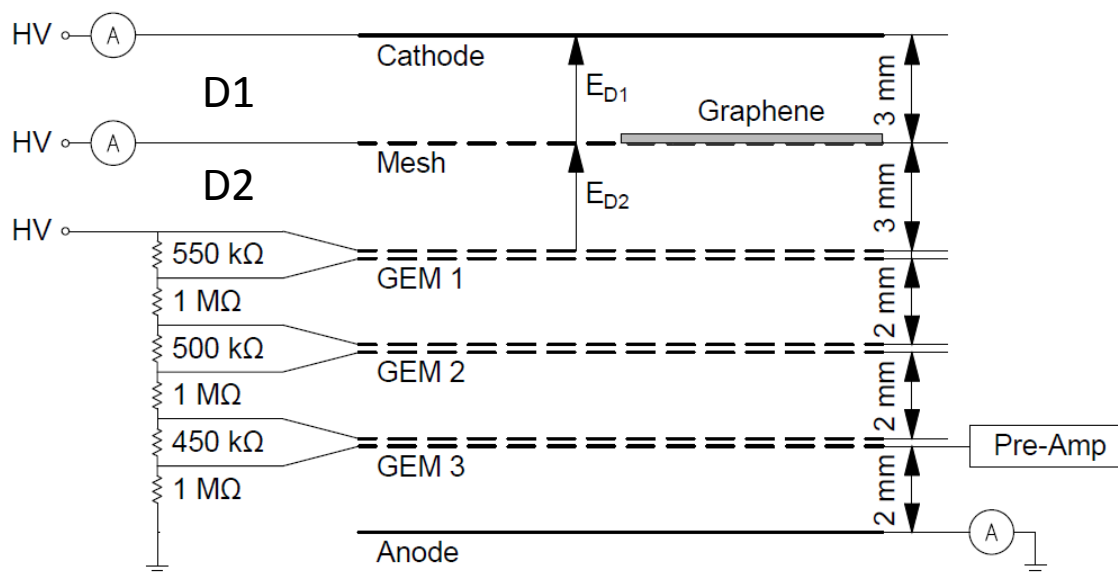 HV
A
Cathode
3 mm
D1
E_D1
Graphene
HV
A
Mesh
D2
E_D2
3 mm
HV
550 kΩ
GEM 1
1 MΩ
2 mm
500 kΩ
GEM 2
1 MΩ
2 mm
450 kΩ
GEM 3
Pre-Amp
1 MΩ
2 mm
A
Anode